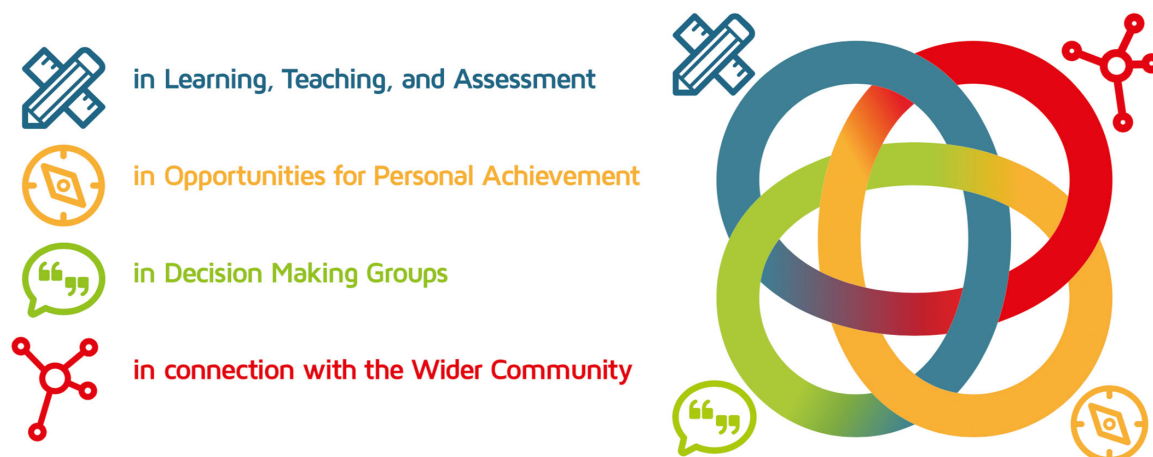 in Learning, Teaching, and Assessment
in Opportunities for Personal Achievement
in Decision Making Groups
in connection with the Wider Community